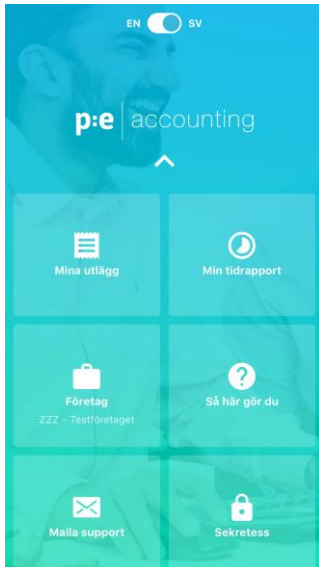 EN SV
p:e accounting
Mina utlägg
Min tidrapport
Företag
ZZZ - Testföretaget
Så här gör du
Maila support
Sekretess